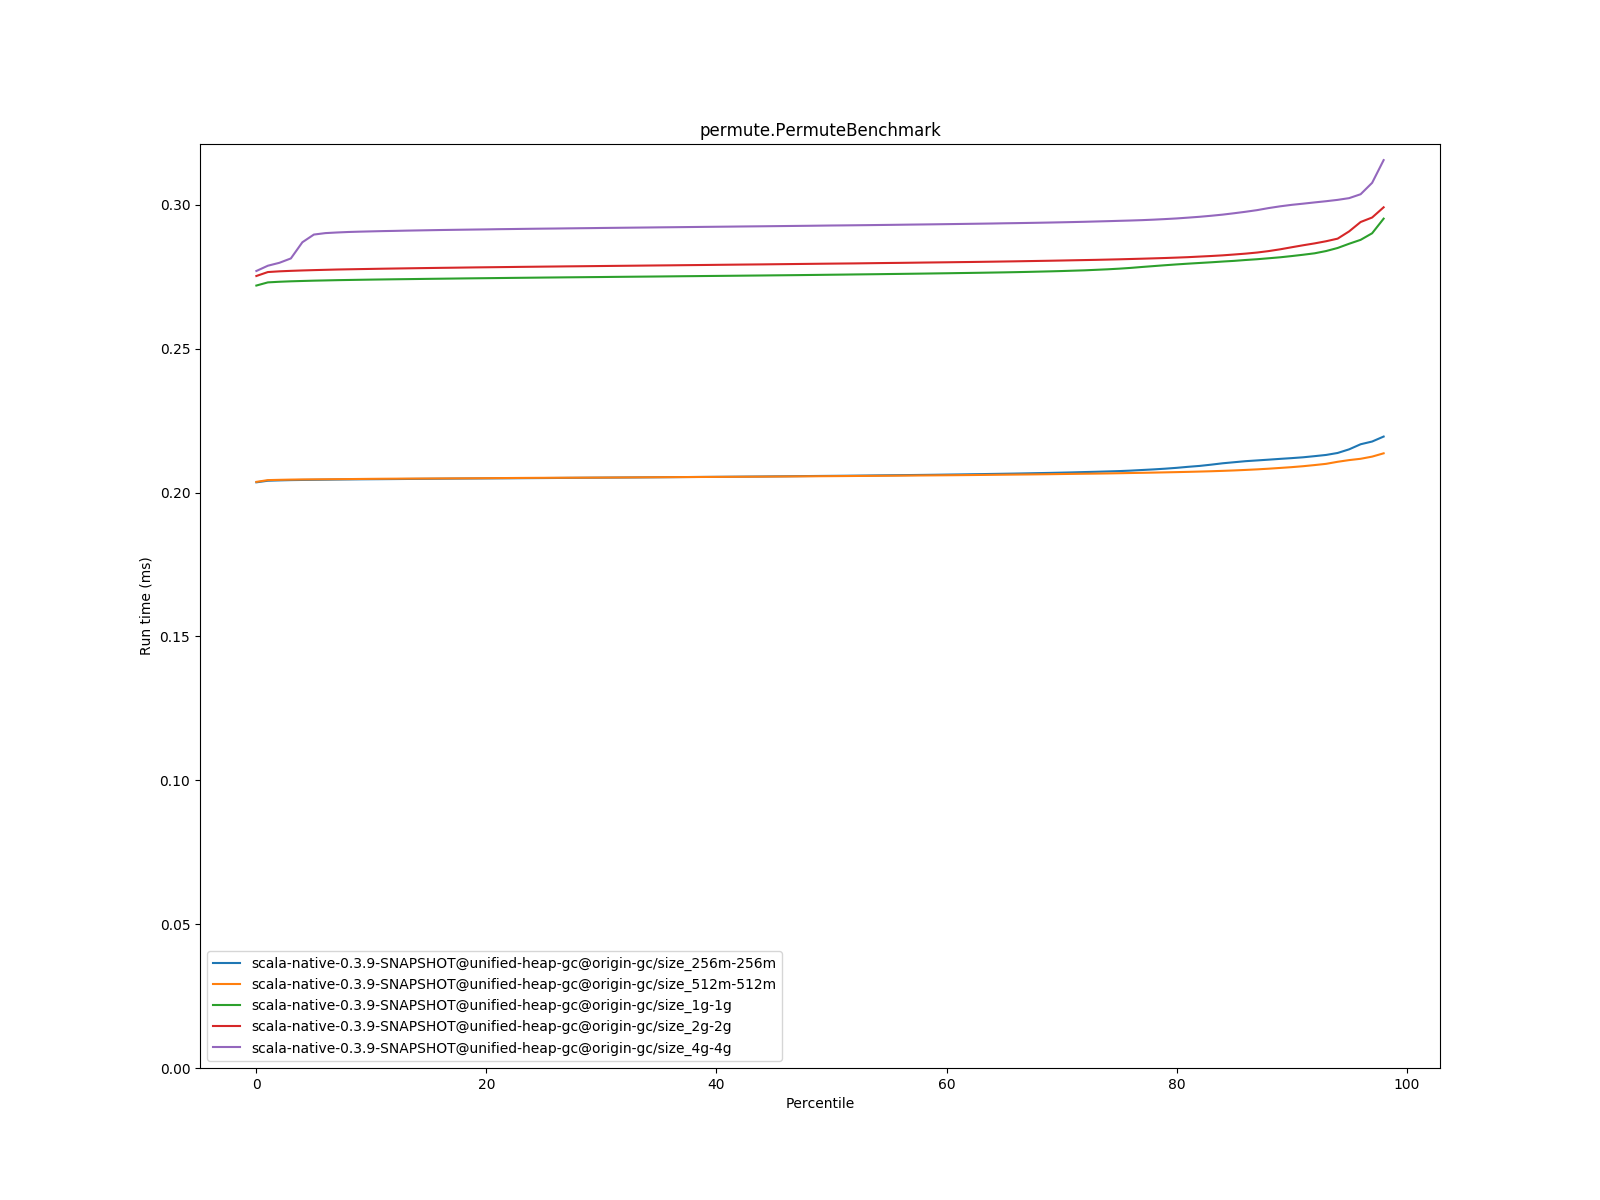 permute.PermuteBenchmark
0.30
0.25
0.20
0.15
0.10
0.05
0.00
Run time (ms)
scala-native-0.3.9-SNAPSHOT@unified-heap-gc@origin-gc/size_256m-256m
scala-native-0.3.9-SNAPSHOT@unified-heap-gc@origin-gc/size_512m-512m
scala-native-0.3.9-SNAPSHOT@unified-heap-gc@origin-gc/size_1g-1g
scala-native-0.3.9-SNAPSHOT@unified-heap-gc@origin-gc/size_2g-2g
scala-native-0.3.9-SNAPSHOT@unified-heap-gc@origin-gc/size_4g-4g
0 20 40 60 80 100
Percentile